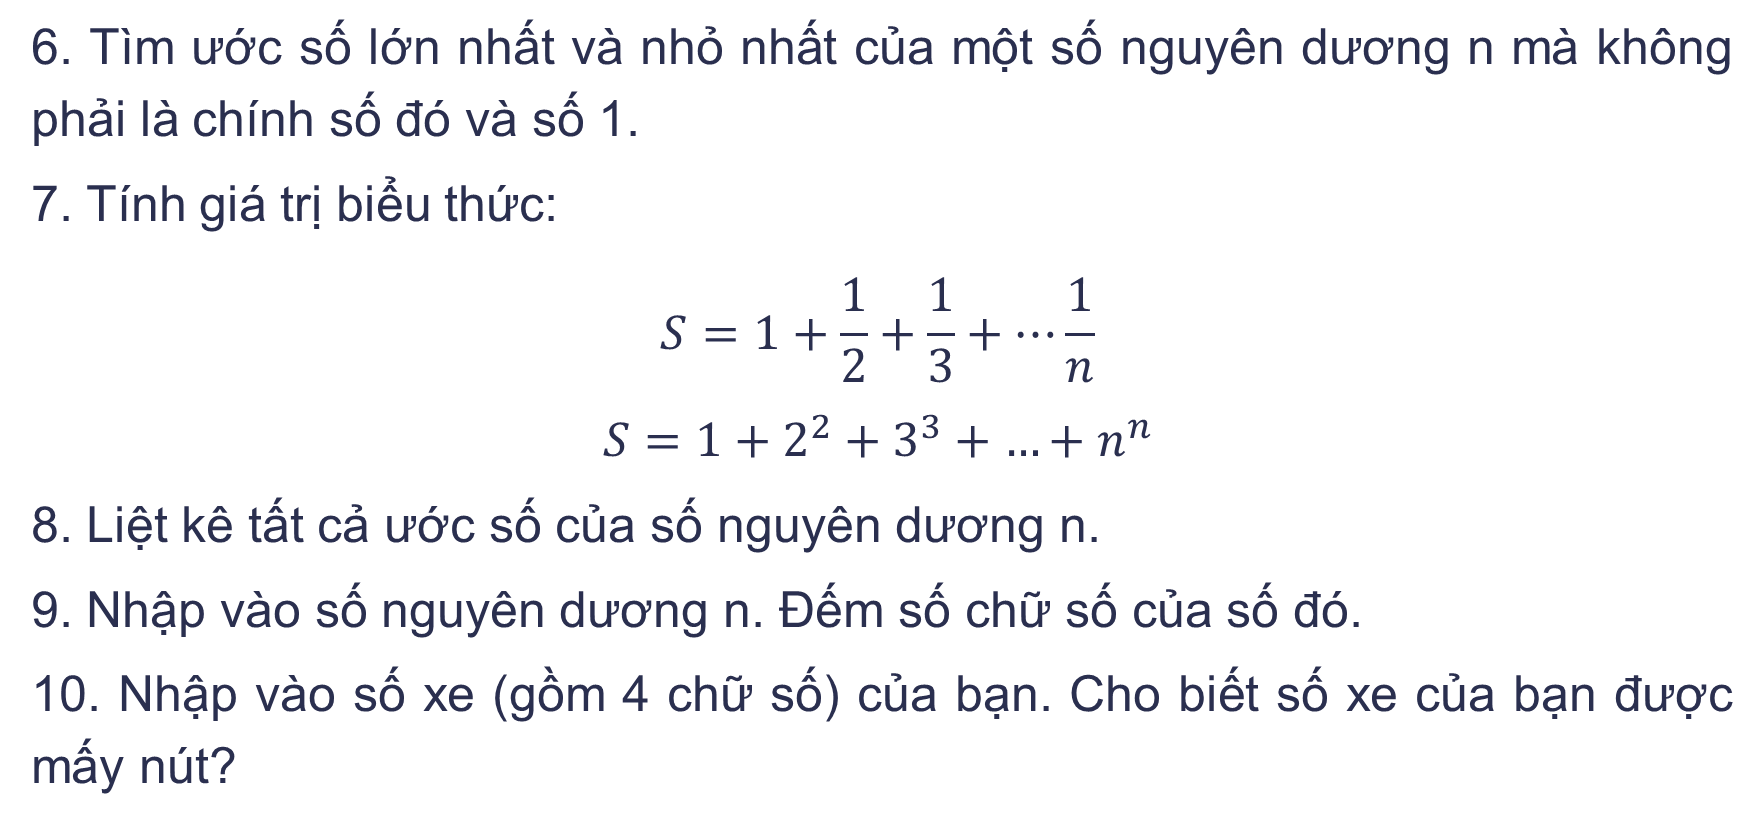 6. Tìm ước số lớn nhất và nhỏ nhất của một số nguyên dương n mà không
phải là chính số đó và số 1.
7. Tính giá trị biểu thức:
S = 1 + 1/2 + 1/3 + ⋯ 1/n
S = 1 + 2² + 3³ + ... + nⁿ
8. Liệt kê tất cả ước số của số nguyên dương n.
9. Nhập vào số nguyên dương n. Đếm số chữ số của số đó.
10. Nhập vào số xe (gồm 4 chữ số) của bạn. Cho biết số xe của bạn được
mấy nút?